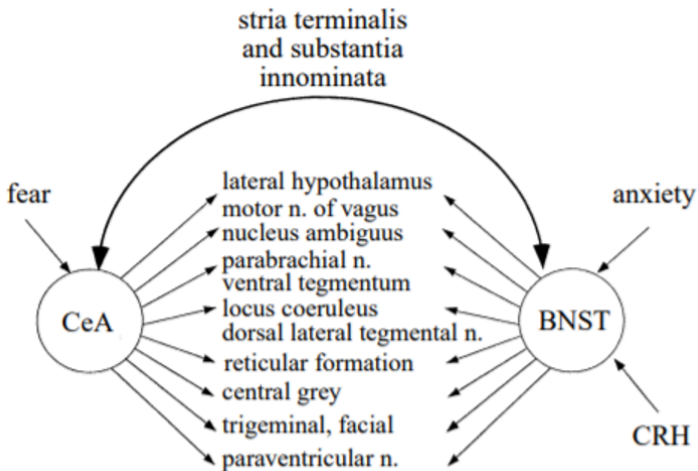 stria terminalis
and substantia
innominata
fear
anxiety
lateral hypothalamus
motor n. of vagus
nucleus ambiguus
parabrachial n.
ventral tegmentum
locus coeruleus
dorsal lateral tegmental n.
reticular formation
central grey
trigeminal, facial
paraventricular n.
CeA
BNST
CRH